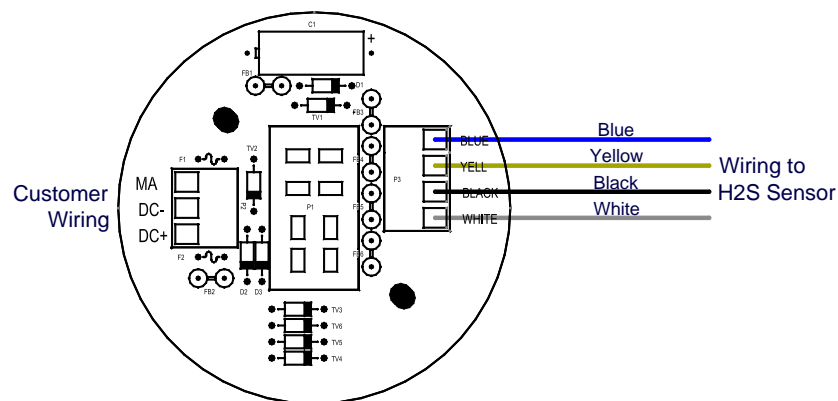 C1
+
FB1
D1
TV1
FB3
BLUE
Blue
F1
TV2
FB4
YELL
Yellow
Wiring to
H2S Sensor
Customer
Wiring
MA
P3
BLACK
Black
DC-
P2
P1
FB5
WHITE
White
DC+
F2
FB6
FB2
D2
D3
TV3
TV6
TV5
TV4